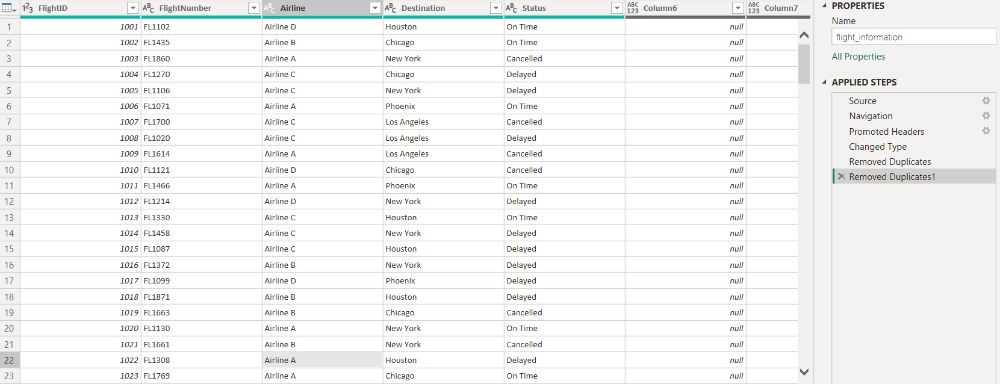 123 FlightID ABC FlightNumber ABC Airline ABC Destination ABC Status ABC 123 Column6 ABC 123 Column7
1 1001 FL1102 Airline D Houston On Time null
2 1002 FL1435 Airline B Chicago On Time null
3 1003 FL1860 Airline A New York Cancelled null
4 1004 FL1270 Airline C Chicago Delayed null
5 1005 FL1106 Airline C New York Delayed null
6 1006 FL1071 Airline A Phoenix On Time null
7 1007 FL1700 Airline C Los Angeles Cancelled null
8 1008 FL1020 Airline C Los Angeles Delayed null
9 1009 FL1614 Airline A Los Angeles Cancelled null
10 1010 FL1121 Airline D Chicago Cancelled null
11 1011 FL1466 Airline A Phoenix On Time null
12 1012 FL1214 Airline D New York Delayed null
13 1013 FL1330 Airline C Houston On Time null
14 1014 FL1458 Airline C New York Delayed null
15 1015 FL1087 Airline C Houston Delayed null
16 1016 FL1372 Airline B New York Delayed null
17 1017 FL1099 Airline D Phoenix Delayed null
18 1018 FL1871 Airline B Houston Delayed null
19 1019 FL1663 Airline B Chicago Cancelled null
20 1020 FL1130 Airline A New York On Time null
21 1021 FL1661 Airline B New York Cancelled null
22 1022 FL1308 Airline A Houston Delayed null
23 1023 FL1769 Airline A Chicago On Time null
PROPERTIES
Name
flight_information
All Properties
APPLIED STEPS
Source
Navigation
Promoted Headers
Changed Type
Removed Duplicates
Removed Duplicates1